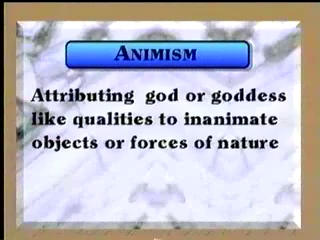 ANIMISM
Attributing god or goddess
like qualities to inanimate
objects or forces of nature